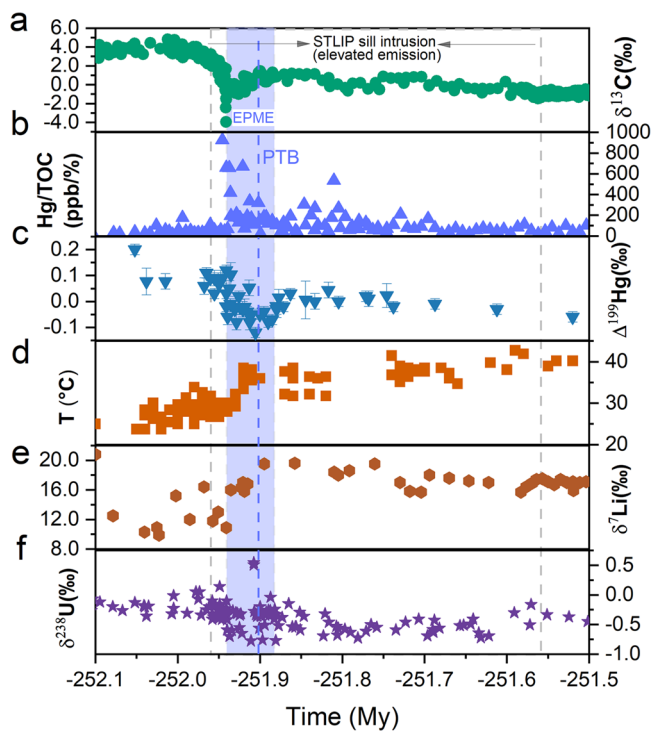 a
6.0
4.0
2.0
0.0
-2.0
-4.0
STLIP sill intrusion
(elevated emission)
δ¹³C(‰)
EPME
b
Hg/TOC
(ppb/%)
PTB
1000
800
600
400
200
0
c
0.2
0.1
0.0
-0.1
Δ¹⁹⁹Hg(‰)
d
T (°C)
40
30
20
e
20.0
16.0
12.0
8.0
δ⁷Li(‰)
f
δ²³⁸U(‰)
0.5
0.0
-0.5
-1.0
-252.1 -252.0 -251.9 -251.8 -251.7 -251.6 -251.5
Time (My)